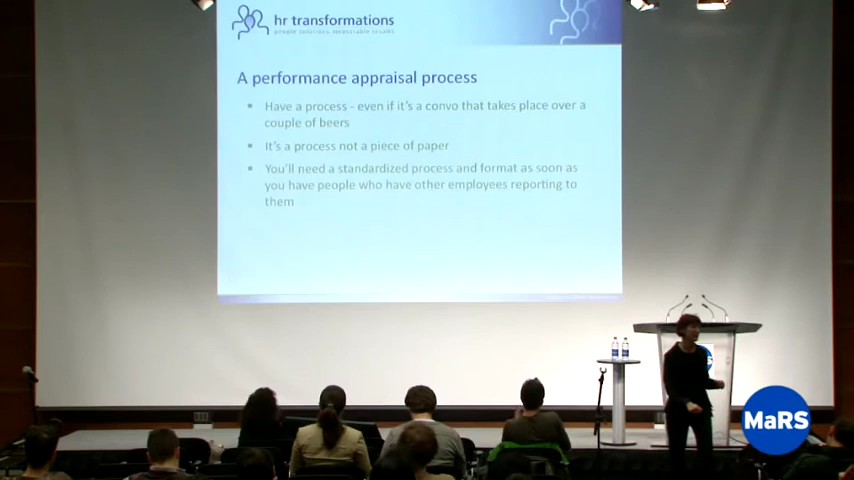 hr transformations
people solutions. measurable results
A performance appraisal process
Have a process - even if it's a convo that takes place over a
couple of beers
It's a process not a piece of paper
You'll need a standardized process and format as soon as
you have people who have other employees reporting to
them
MaRS